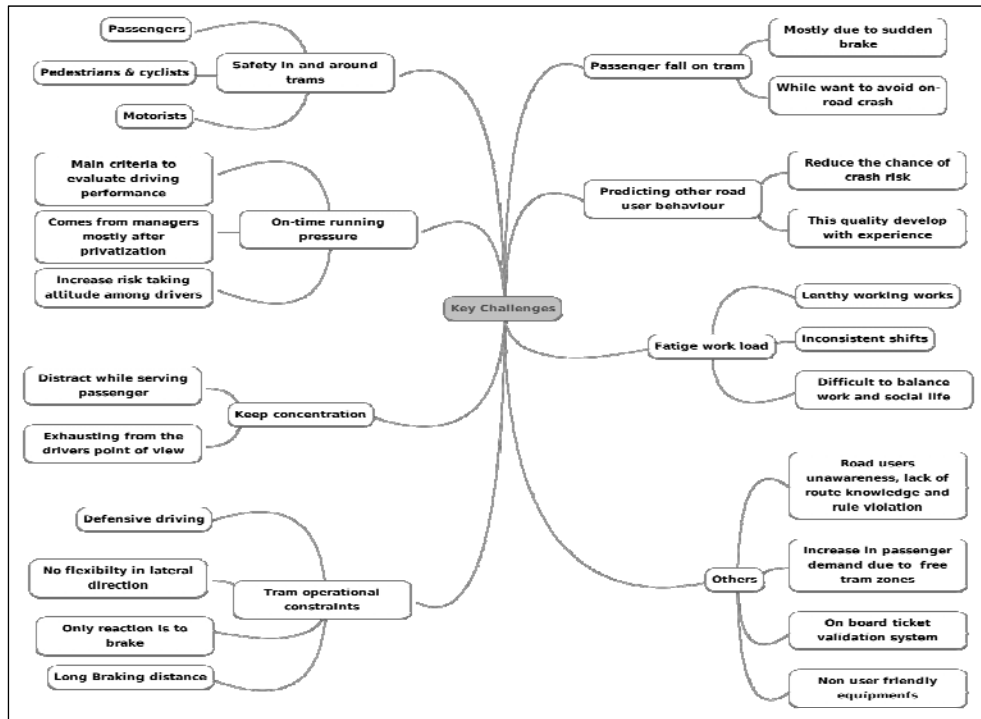 Key Challenges
Safety in and around
trams
Passengers
Pedestrians & cyclists
Motorists
On-time running
pressure
Main criteria to
evaluate driving
performance
Comes from managers
mostly after
privatization
Increase risk taking
attitude among drivers
Keep concentration
Distract while serving
passenger
Exhausting from the
drivers point of view
Tram operational
constraints
Defensive driving
No flexibilty in lateral
direction
Only reaction is to
brake
Long Braking distance
Passenger fall on tram
Mostly due to sudden
brake
While want to avoid on-
road crash
Predicting other road
user behaviour
Reduce the chance of
crash risk
This quality develop
with experience
Fatige work load
Lenthy working works
Inconsistent shifts
Difficult to balance
work and social life
Others
Road users
unawareness, lack of
route knowledge and
rule violation
Increase in passenger
demand due to free
tram zones
On board ticket
validation system
Non user friendly
equipments